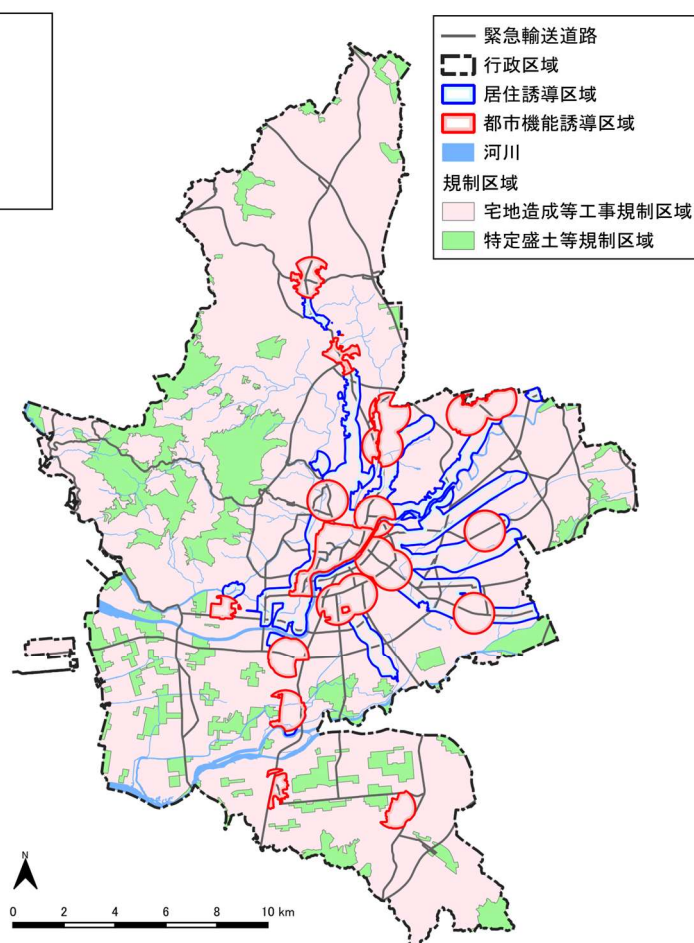 緊急輸送道路
行政区域
居住誘導区域
都市機能誘導区域
河川
規制区域
宅地造成等工事規制区域
特定盛土等規制区域
N
0 2 4 6 8 10 km